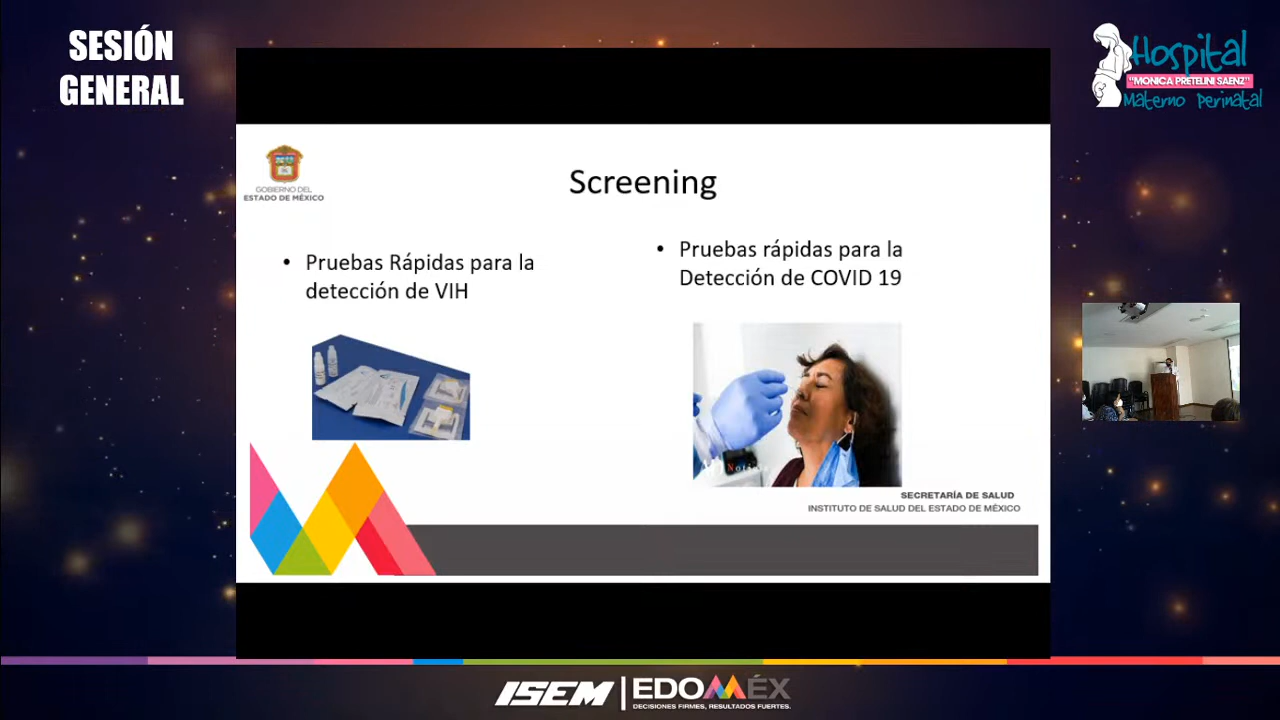 SESIÓN
GENERAL
Hospital
"MONICA PRETELINI SAENZ"
Materno Perinatal
GOBIERNO DEL
ESTADO DE MÉXICO
Screening
• Pruebas Rápidas para la
detección de VIH
• Pruebas rápidas para la
Detección de COVID 19
SECRETARÍA DE SALUD
INSTITUTO DE SALUD DEL ESTADO DE MÉXICO
ISEM
EDOMÉX
DECISIONES FIRMES, RESULTADOS FUERTES.